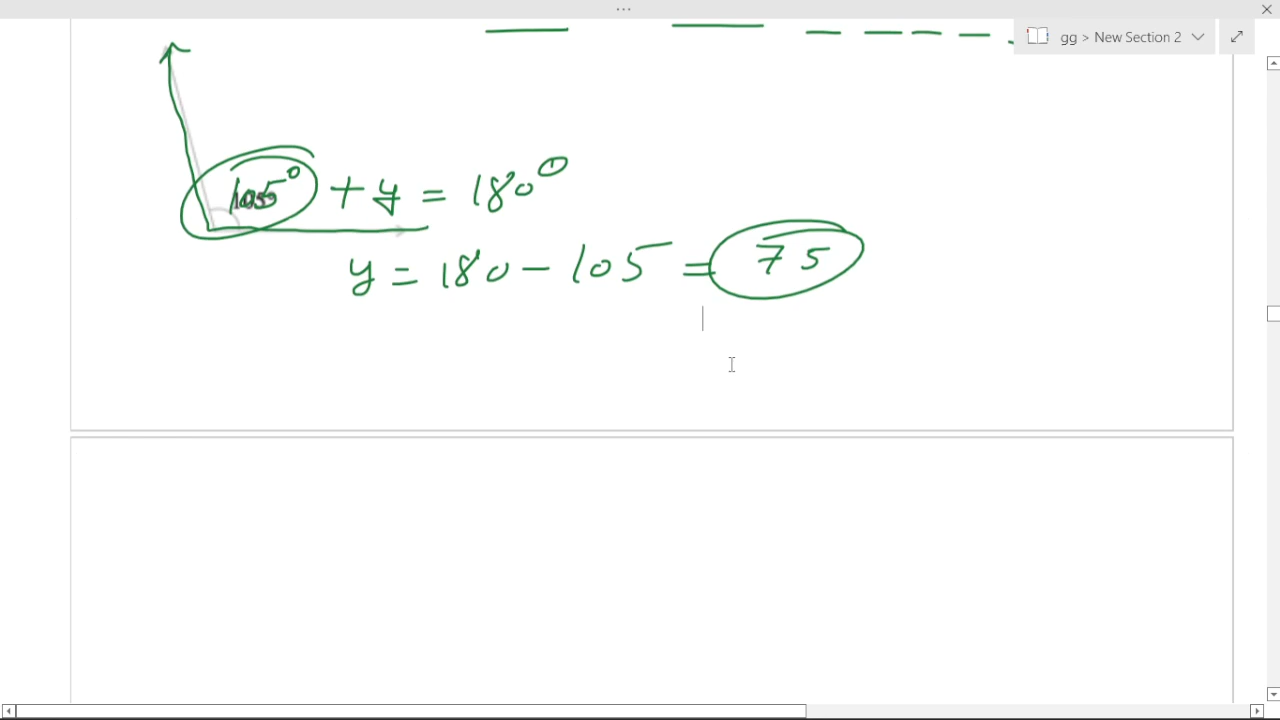 gg > New Section 2
105° + y = 180°
y = 180 - 105 = 75